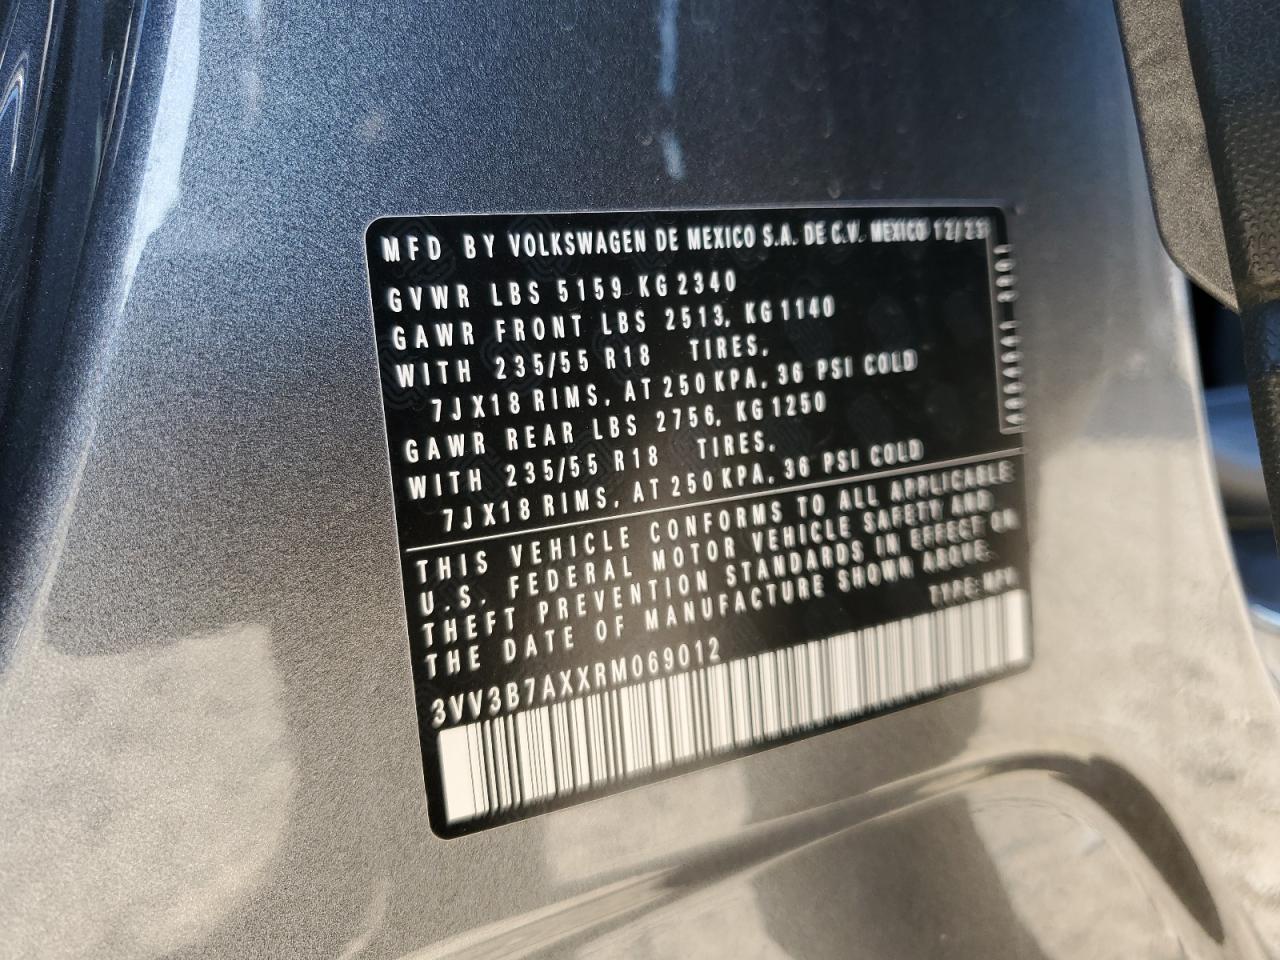 MFD BY VOLKSWAGEN DE MEXICO S.A. DE C.V. MEXICO 12/23
GVWR LBS 5159 KG 2340
GAWR FRONT LBS 2513, KG 1140
WITH 235/55 R18 TIRES,
7JX18 RIMS, AT 250 KPA, 36 PSI COLD
GAWR REAR LBS 2756, KG 1250
WITH 235/55 R18 TIRES,
7JX18 RIMS, AT 250 KPA, 36 PSI COLD
THIS VEHICLE CONFORMS TO ALL APPLICABLE
U.S. FEDERAL MOTOR VEHICLE SAFETY AND
THEFT PREVENTION STANDARDS IN EFFECT ON
THE DATE OF MANUFACTURE SHOWN ABOVE.
TYPE: MPV
3VV3B7AXXRM069012